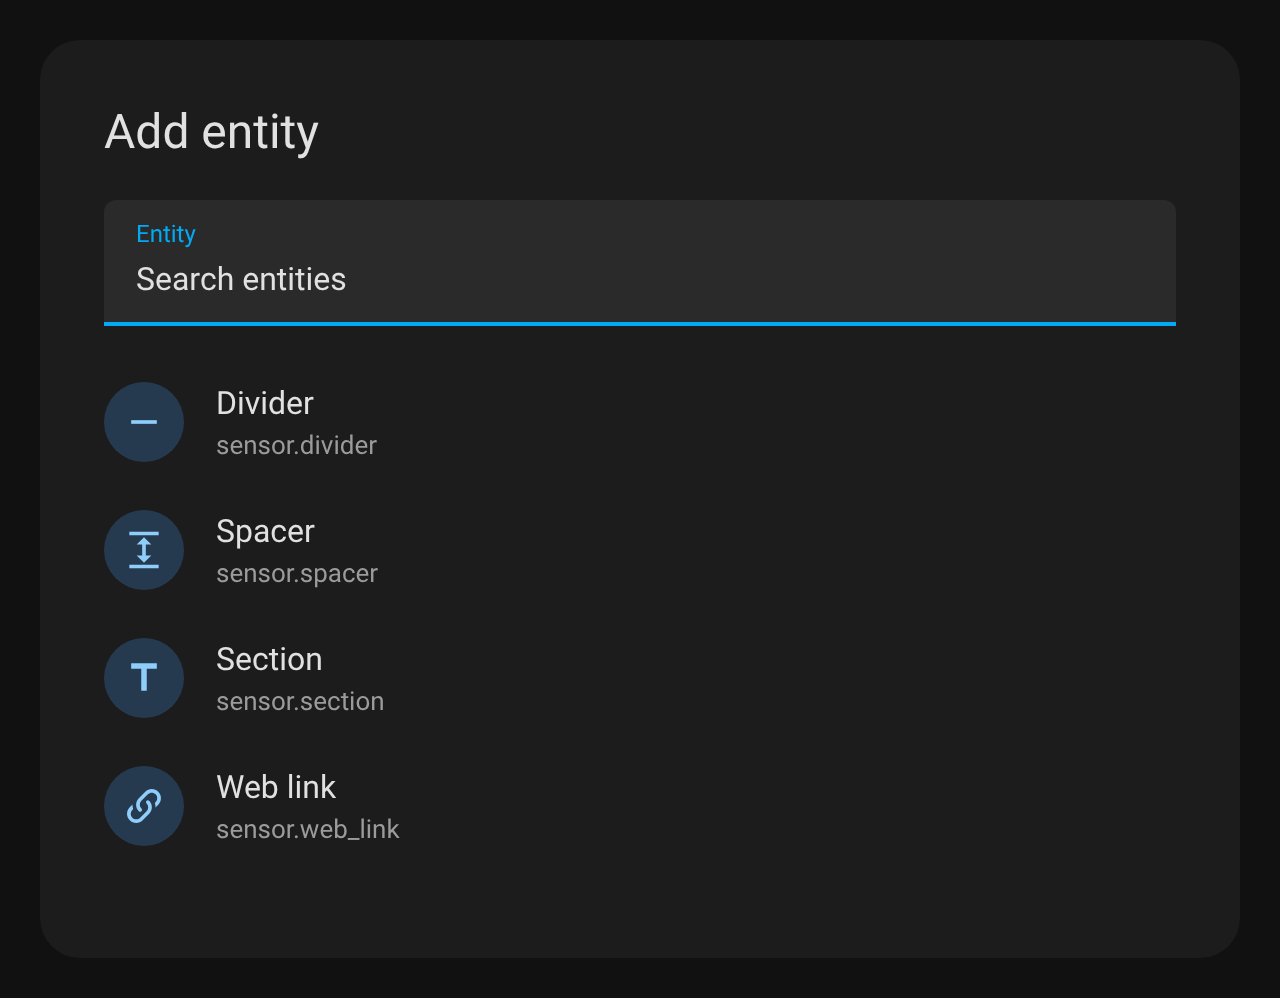 Add entity
Entity
Search entities
Divider
sensor.divider
Spacer
sensor.spacer
Section
sensor.section
Web link
sensor.web_link